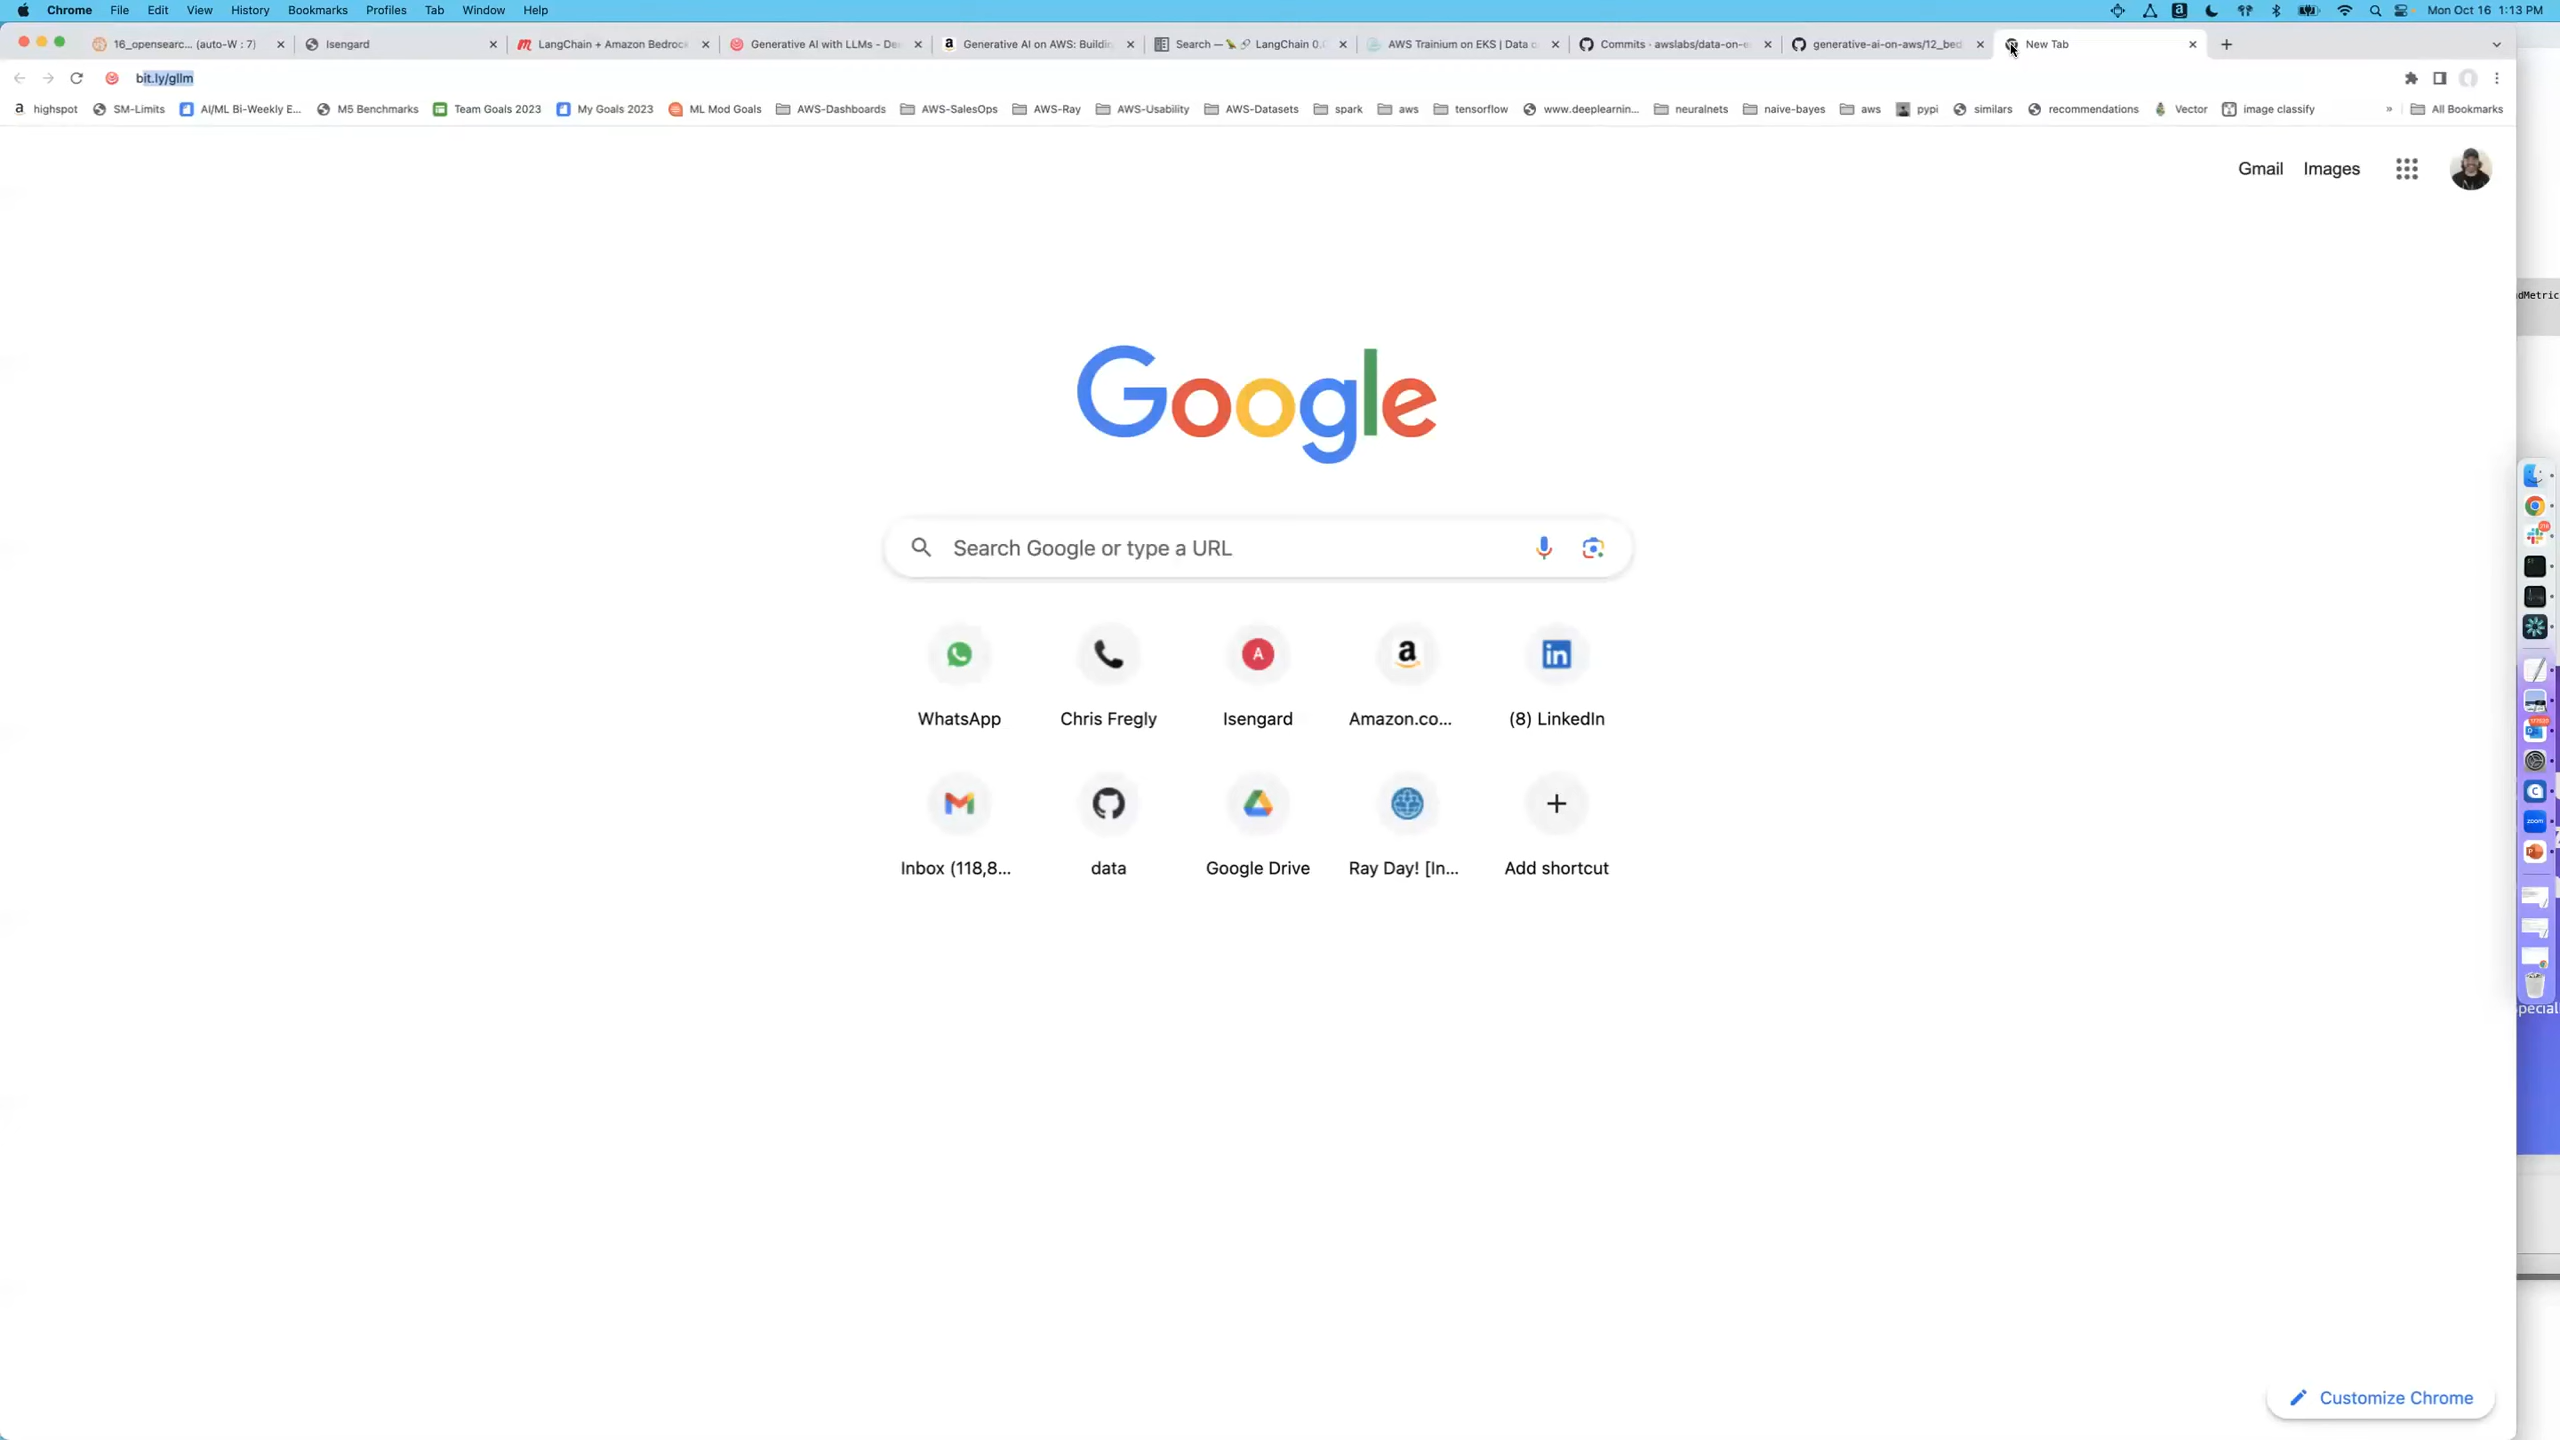 Chrome File Edit View History Bookmarks Profiles Tab Window Help Mon Oct 16 1:13 PM
16_opensearc... (auto-W : 7) Isengard LangChain + Amazon Bedrock Generative AI with LLMs - De Generative AI on AWS: Buildin Search — LangChain 0. AWS Trainium on EKS | Data o Commits · awslabs/data-on-e generative-ai-on-aws/12_bed New Tab
bit.ly/gllm
highspot SM-Limits AI/ML Bi-Weekly E... M5 Benchmarks Team Goals 2023 My Goals 2023 ML Mod Goals AWS-Dashboards AWS-SalesOps AWS-Ray AWS-Usability AWS-Datasets spark aws tensorflow www.deeplearnin... neuralnets naive-bayes aws pypi similars recommendations Vector image classify » All Bookmarks
Gmail Images
dMetric
Google
Search Google or type a URL
WhatsApp Chris Fregly Isengard Amazon.co... (8) LinkedIn
Inbox (118,8... data Google Drive Ray Day! [In... Add shortcut
zoom
pecial
Customize Chrome